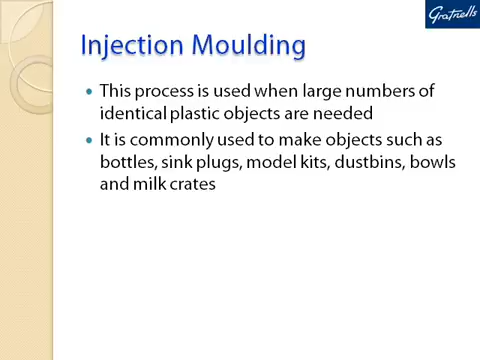 Gratnells
Injection Moulding
• This process is used when large numbers of
identical plastic objects are needed
• It is commonly used to make objects such as
bottles, sink plugs, model kits, dustbins, bowls
and milk crates